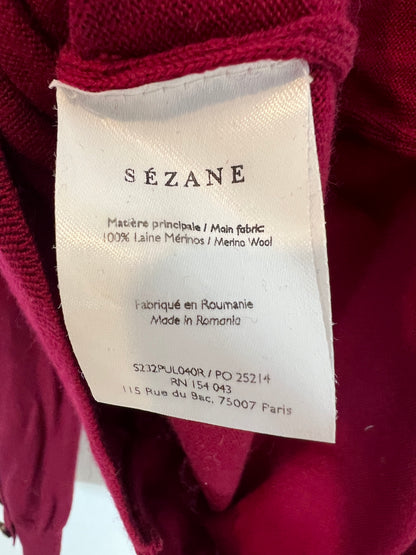 SÉZANE
Matière principale / Main fabric:
100% Laine Mérinos / Merino Wool
Fabriqué en Roumanie
Made in Romania
S232PUL040R / PO 25214
RN 154 043
115 Rue du Bac, 75007 Paris